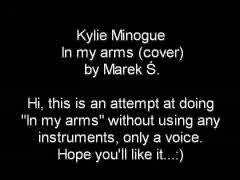 Kylie Minogue
In my arms (cover)
by Marek Ś.
Hi, this is an attempt at doing
"In my arms" without using any
instruments, only a voice.
Hope you'll like it...:)